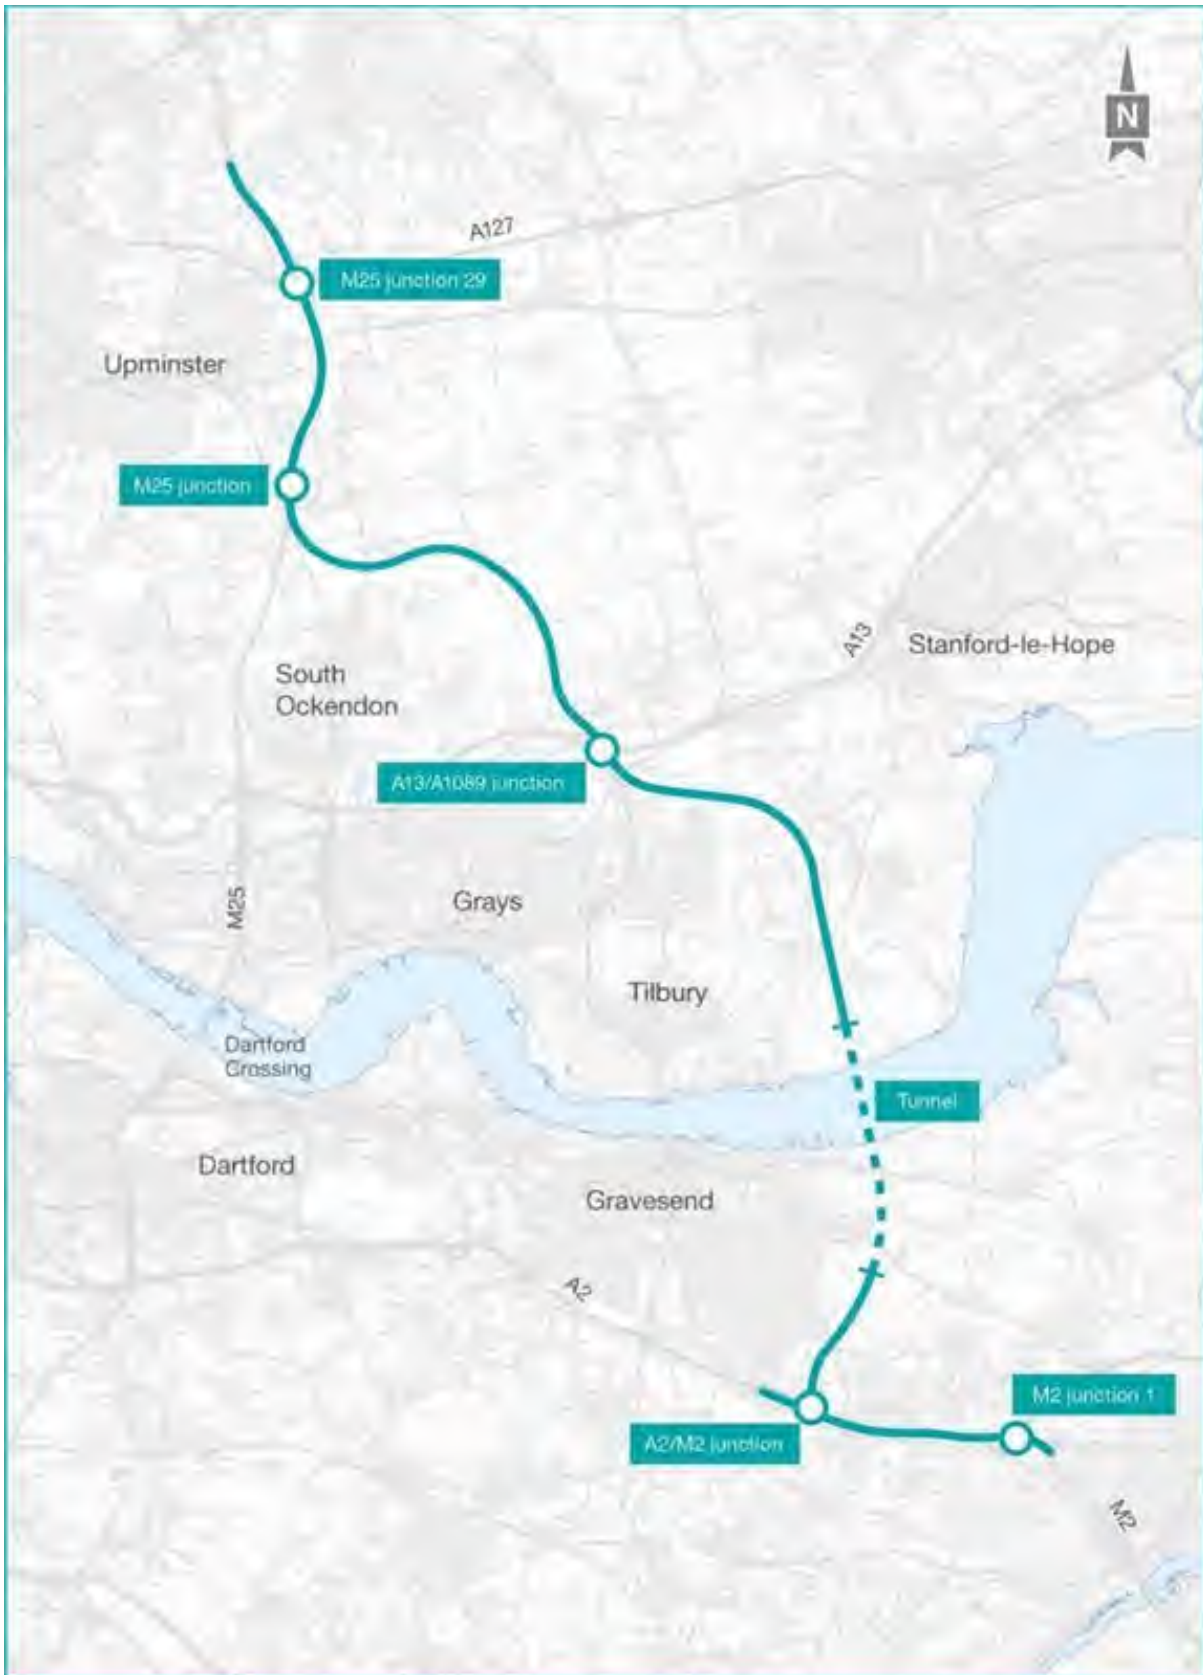 N
A127
M25 junction 29
Upminster
M25 junction
A13
Stanford-le-Hope
South
Ockendon
A13/A1089 junction
M25
Grays
Tilbury
Dartford
Crossing
Tunnel
Dartford
Gravesend
A2
M2 junction 1
A2/M2 junction
M2